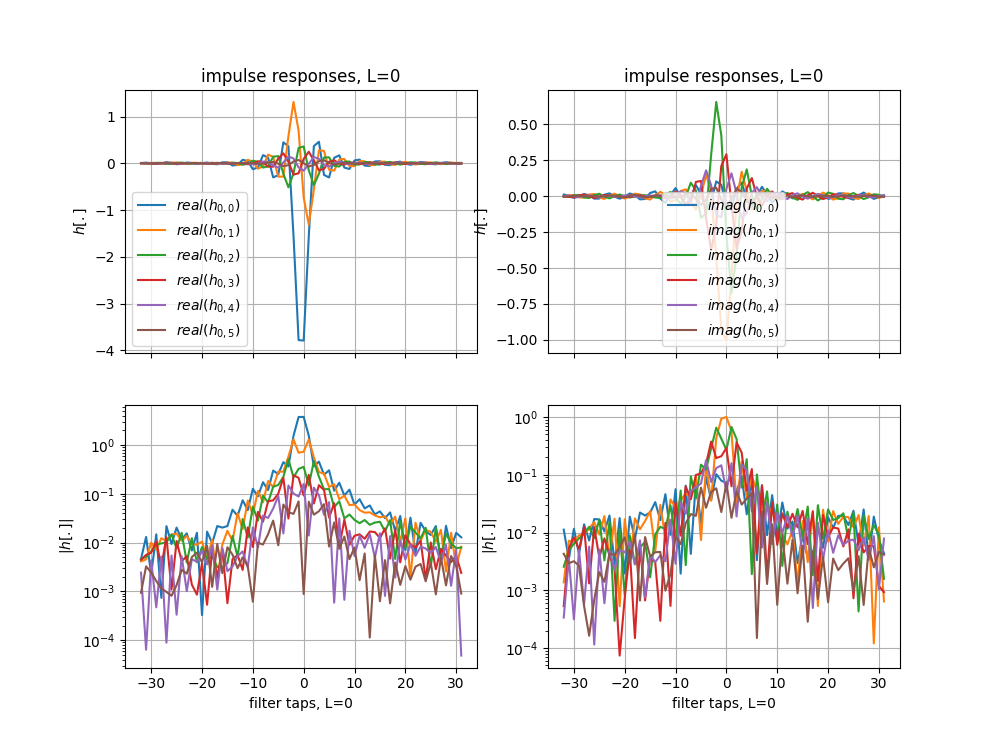 impulse responses, L=0
1
0
−1
−2
−3
−4
h[.]
real(h0,0)
real(h0,1)
real(h0,2)
real(h0,3)
real(h0,4)
real(h0,5)
impulse responses, L=0
0.50
0.25
0.00
−0.25
−0.50
−0.75
−1.00
h[.]
imag(h0,0)
imag(h0,1)
imag(h0,2)
imag(h0,3)
imag(h0,4)
imag(h0,5)
10^0
10^−1
10^−2
10^−3
10^−4
|h[.]|
−30 −20 −10 0 10 20 30
filter taps, L=0
10^0
10^−1
10^−2
10^−3
10^−4
|h[.]|
−30 −20 −10 0 10 20 30
filter taps, L=0